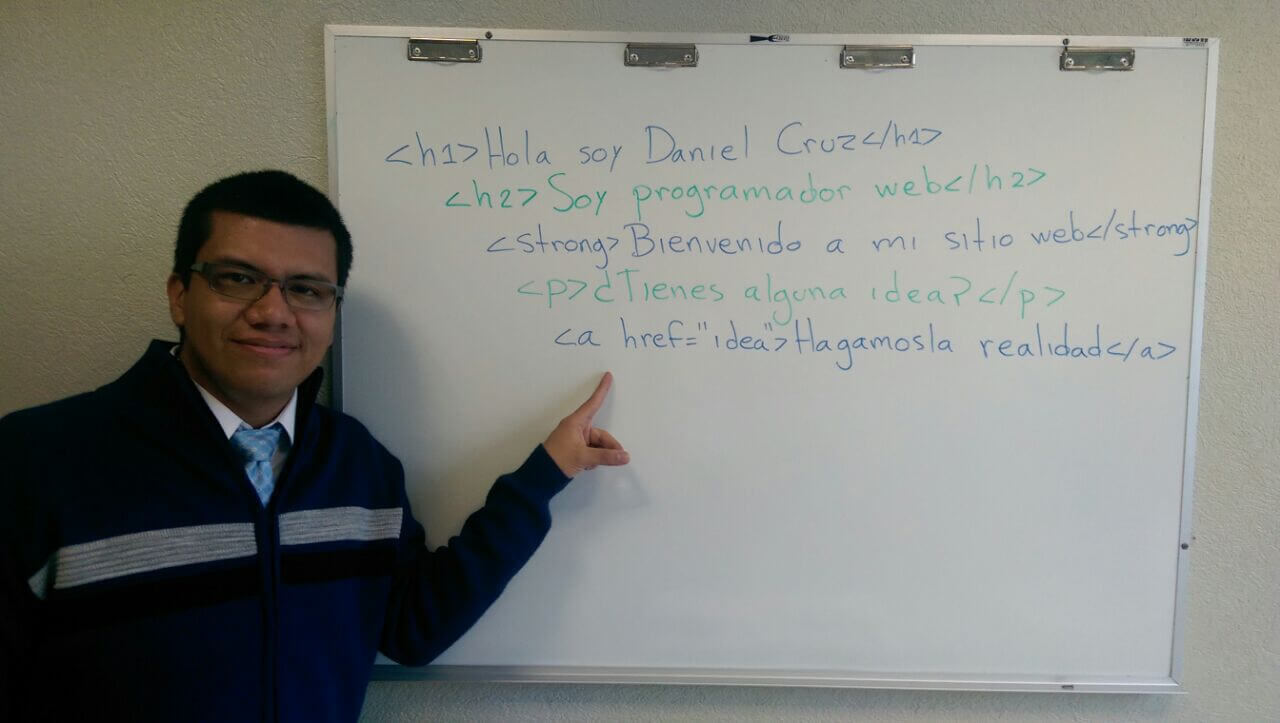 <h1>Hola soy Daniel Cruz</h1>
<h2>Soy programador web</h2>
<strong>Bienvenido a mi sitio web</strong>
<p>¿Tienes alguna idea?</p>
<a href="idea">Hagamosla realidad</a>